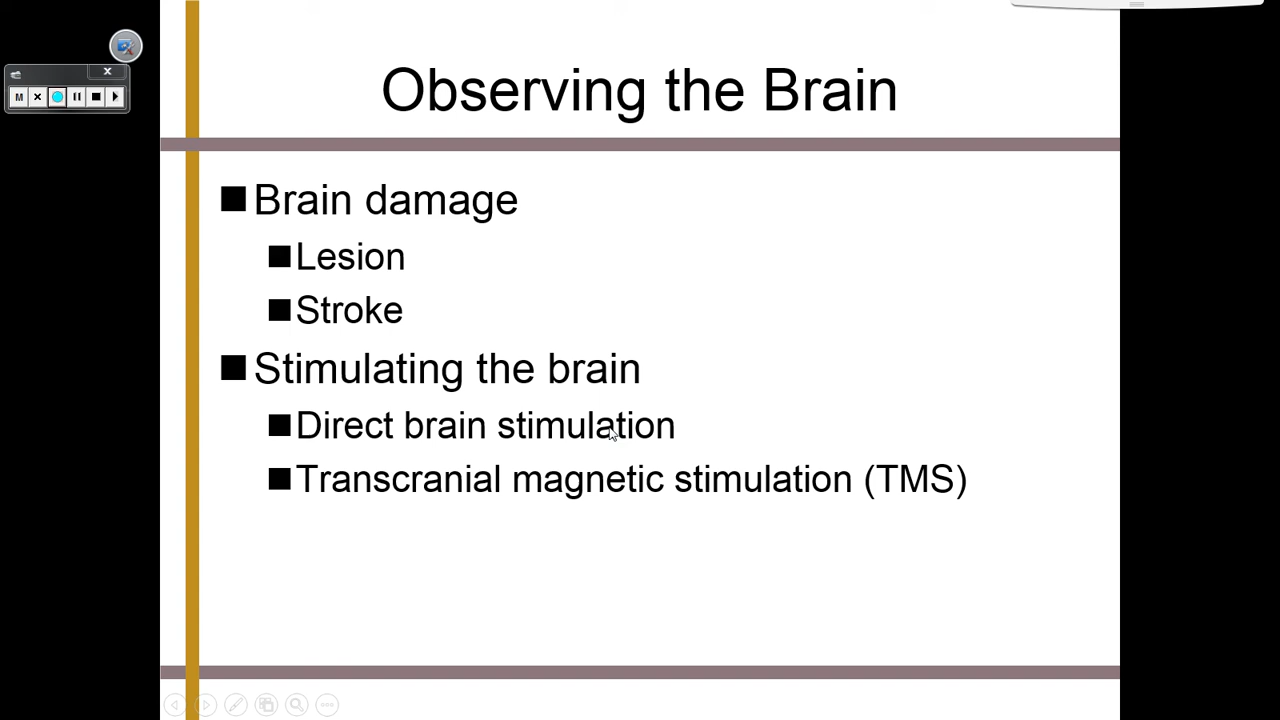 M
Observing the Brain
Brain damage
Lesion
Stroke
Stimulating the brain
Direct brain stimulation
Transcranial magnetic stimulation (TMS)